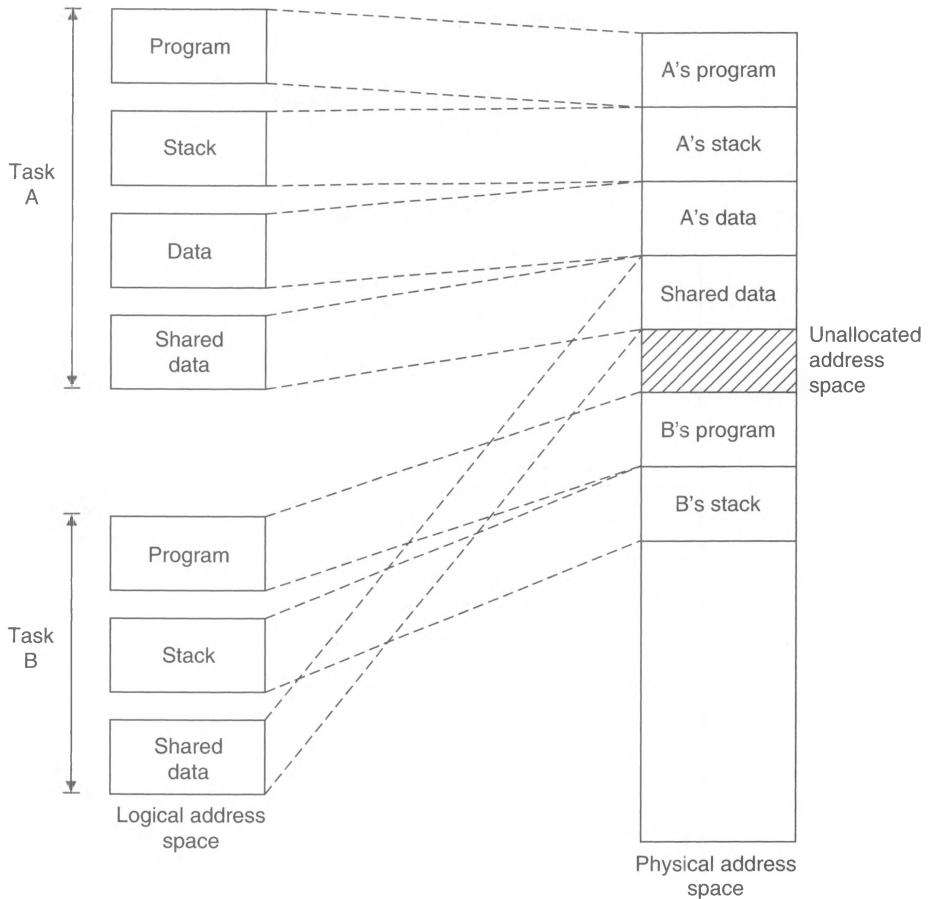 Task
A
Program
Stack
Data
Shared
data
Task
B
Program
Stack
Shared
data
Logical address
space
A's program
A's stack
A's data
Shared data
Unallocated
address
space
B's program
B's stack
Physical address
space